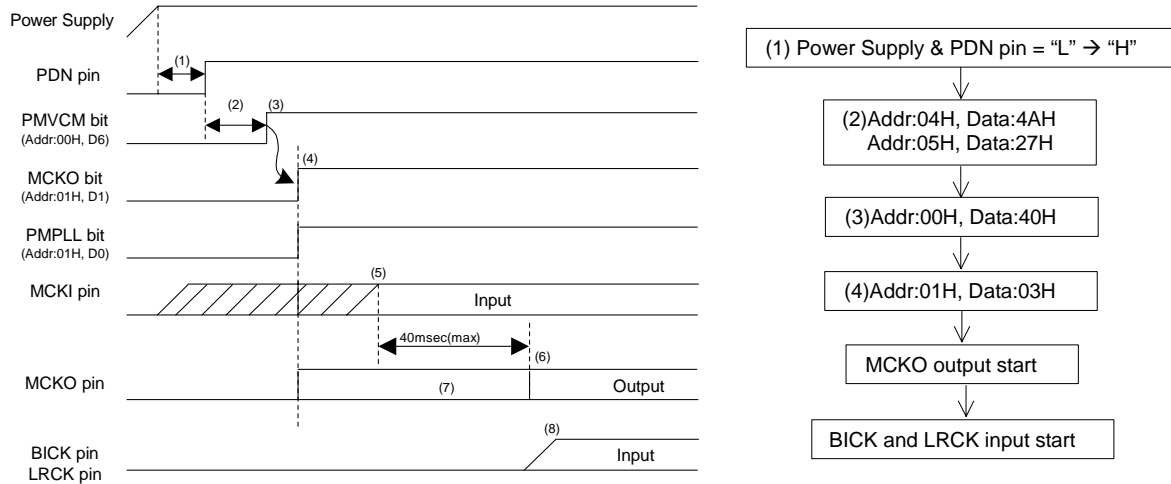 Power Supply
(1)
PDN pin
(2)
(3)
PMVCM bit
(Addr:00H, D6)
(4)
MCKO bit
(Addr:01H, D1)
PMPLL bit
(Addr:01H, D0)
(5)
MCKI pin
Input
40msec(max)
(6)
MCKO pin
(7)
Output
(8)
BICK pin
LRCK pin
Input
(1) Power Supply & PDN pin = “L” → “H”
(2)Addr:04H, Data:4AH
Addr:05H, Data:27H
(3)Addr:00H, Data:40H
(4)Addr:01H, Data:03H
MCKO output start
BICK and LRCK input start